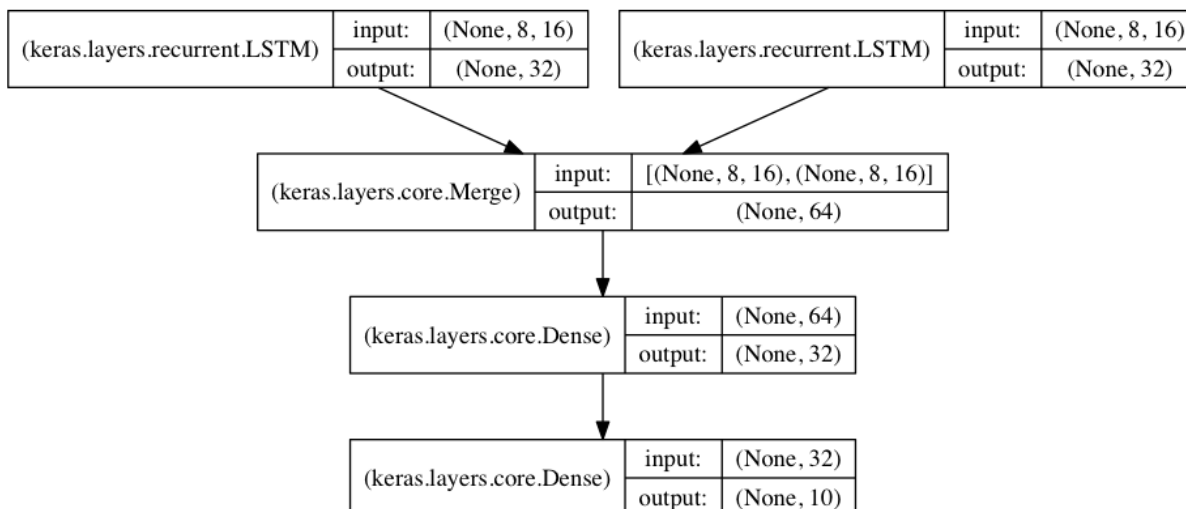 (keras.layers.recurrent.LSTM)
input: (None, 8, 16)
output: (None, 32)
(keras.layers.recurrent.LSTM)
input: (None, 8, 16)
output: (None, 32)
(keras.layers.core.Merge)
input: [(None, 8, 16), (None, 8, 16)]
output: (None, 64)
(keras.layers.core.Dense)
input: (None, 64)
output: (None, 32)
(keras.layers.core.Dense)
input: (None, 32)
output: (None, 10)